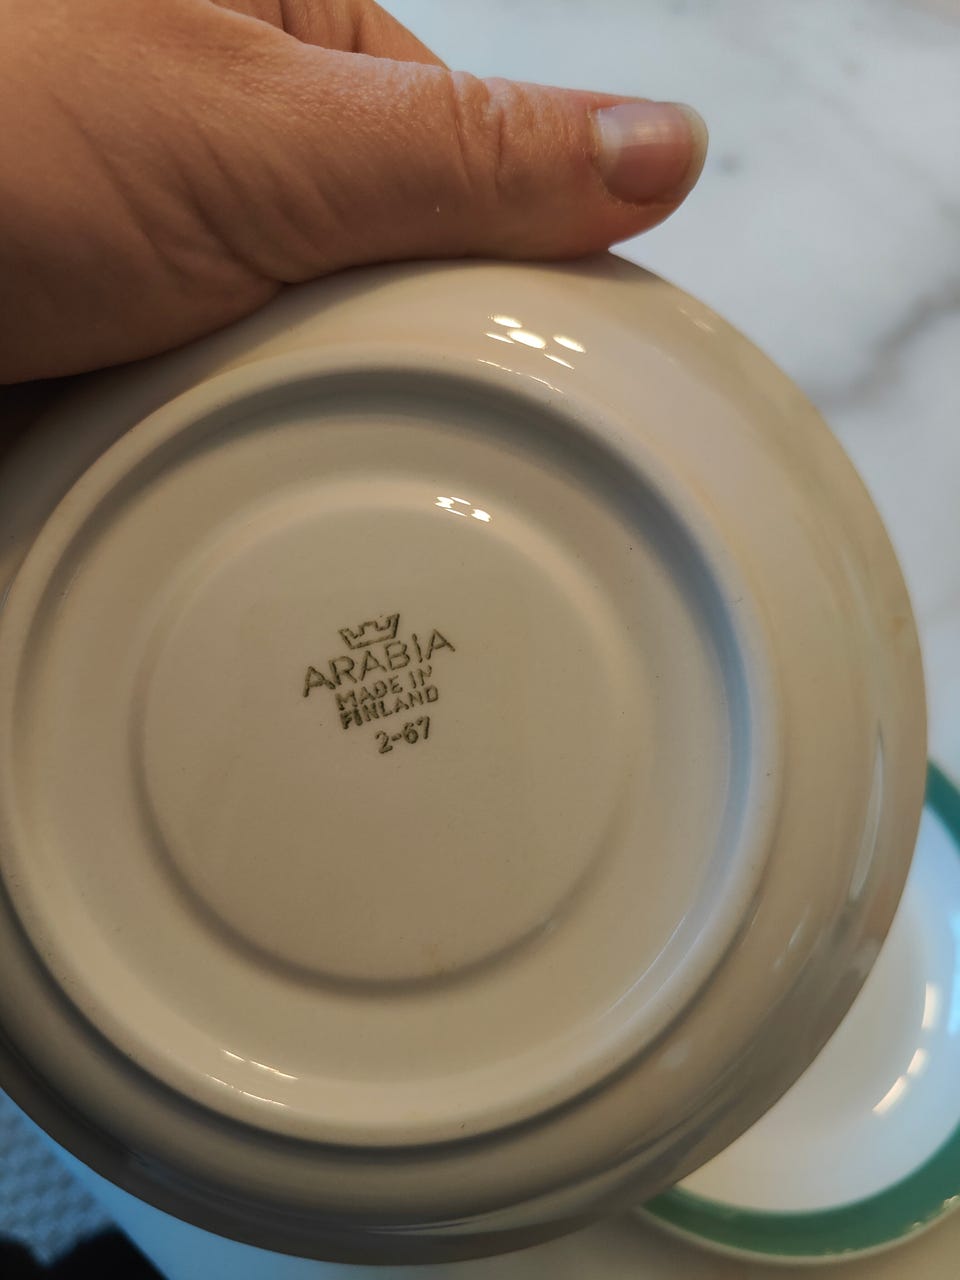 ARABIA
MADE IN
FINLAND
2-67